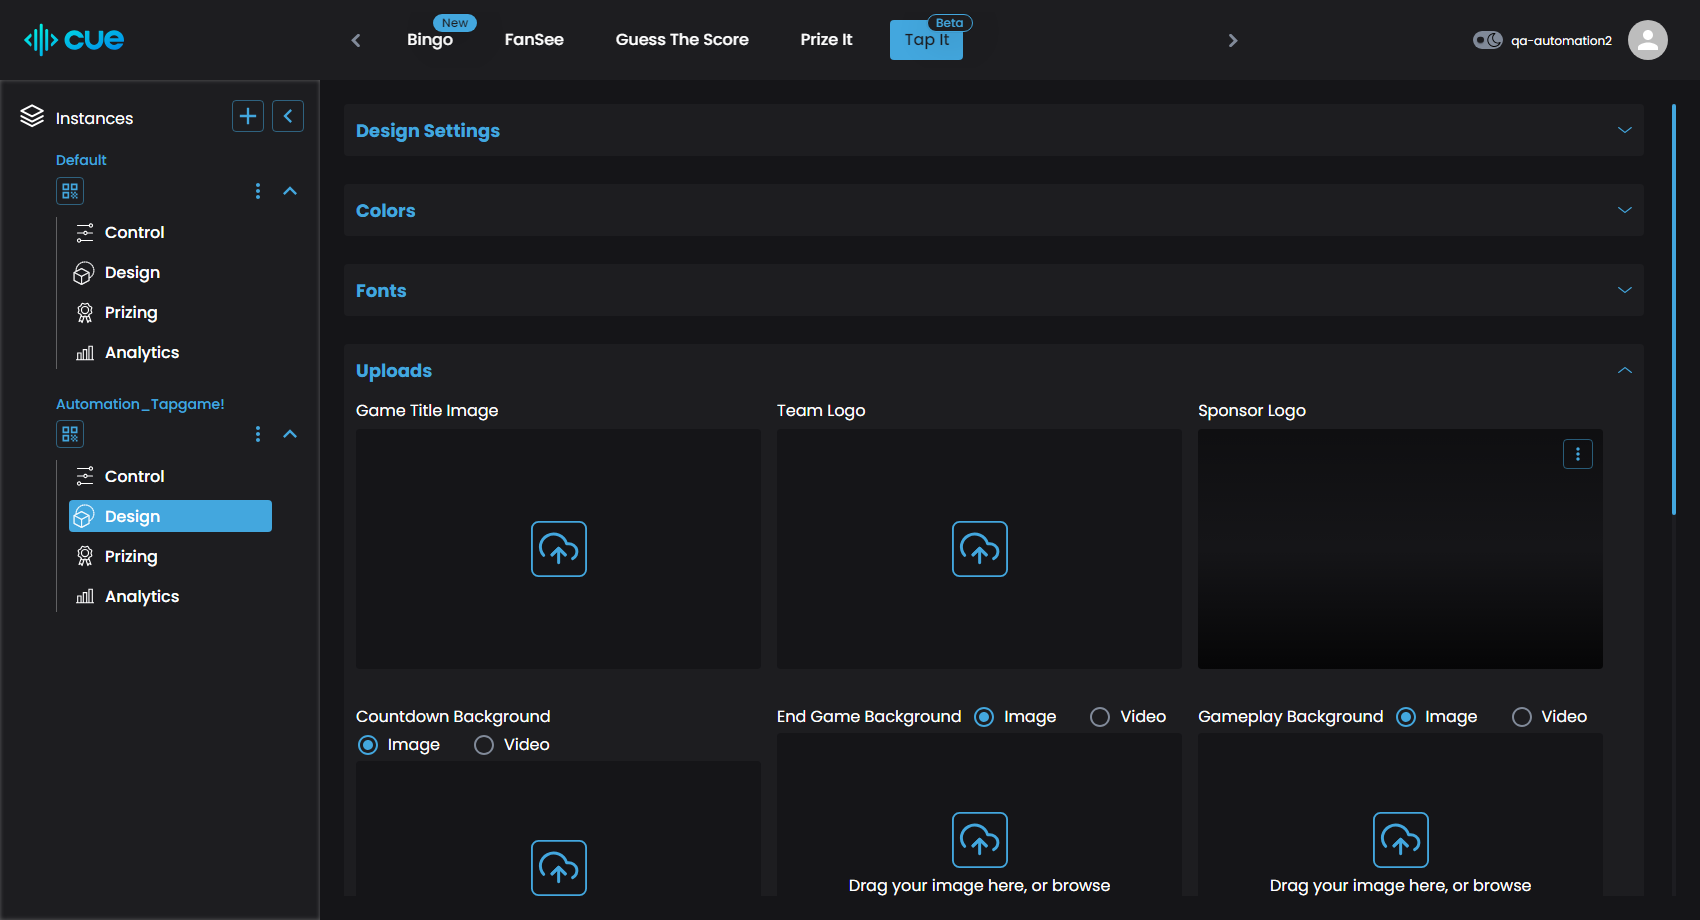 cue
New
Beta
Bingo
FanSee
Guess The Score
Prize It
Tap It
qa-automation2
Instances
Default
Control
Design
Prizing
Analytics
Automation_Tapgame!
Control
Design
Prizing
Analytics
Design Settings
Colors
Fonts
Uploads
Game Title Image
Team Logo
Sponsor Logo
Countdown Background
Image Video
End Game Background Image Video
Gameplay Background Image Video
Drag your image here, or browse
Drag your image here, or browse